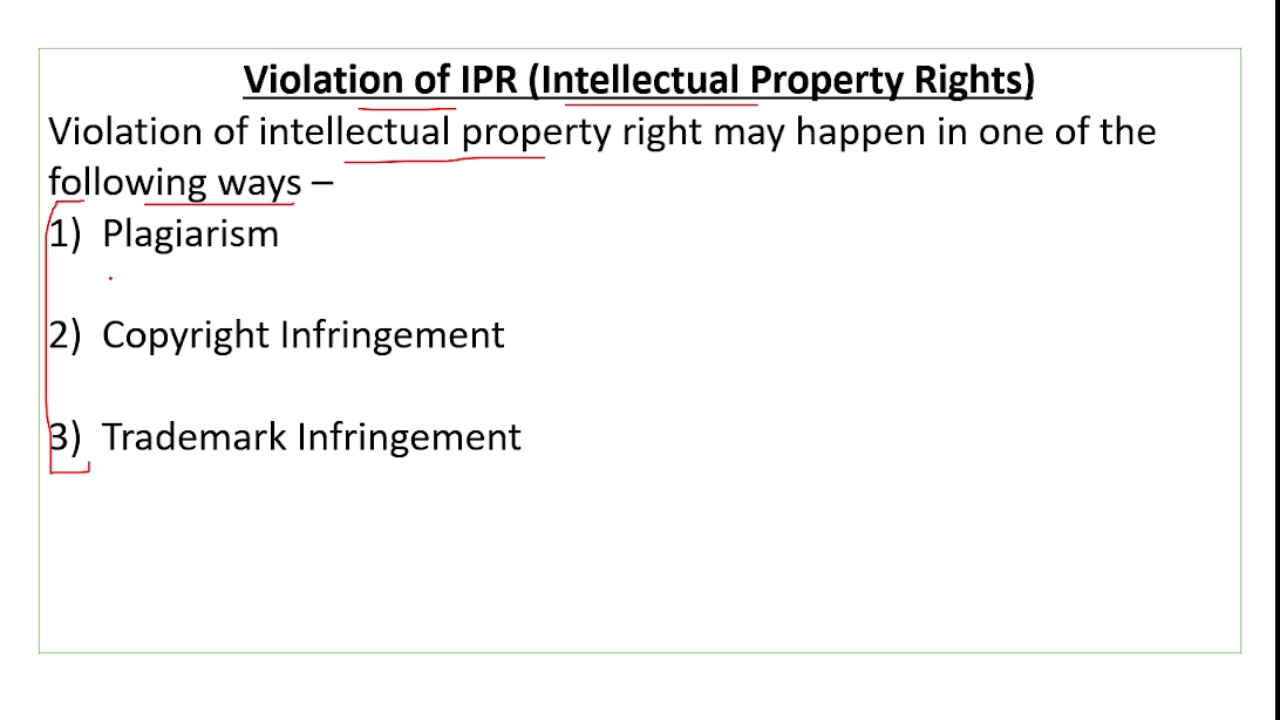 Violation of IPR (Intellectual Property Rights)
Violation of intellectual property right may happen in one of the
following ways –
1) Plagiarism
2) Copyright Infringement
3) Trademark Infringement